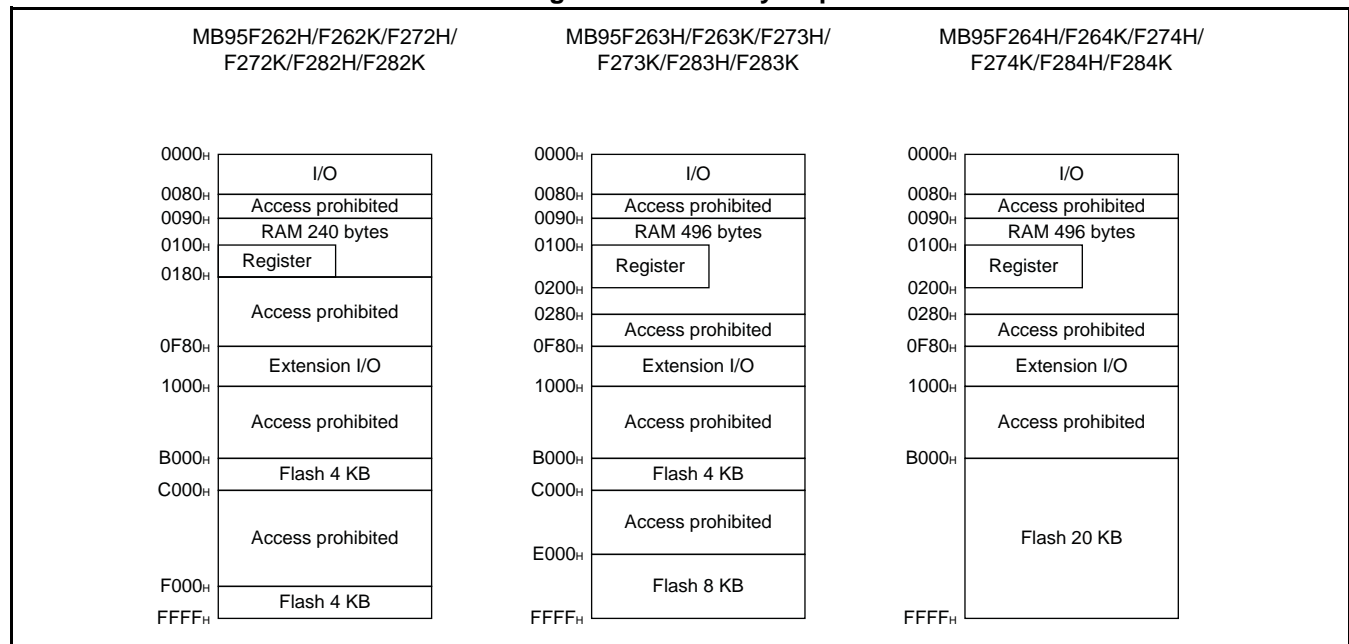 MB95F262H/F262K/F272H/
F272K/F282H/F282K
0000H
I/O
0080H
Access prohibited
0090H
RAM 240 bytes
0100H
Register
0180H
Access prohibited
0F80H
Extension I/O
1000H
Access prohibited
B000H
Flash 4 KB
C000H
Access prohibited
F000H
Flash 4 KB
FFFFH
MB95F263H/F263K/F273H/
F273K/F283H/F283K
0000H
I/O
0080H
Access prohibited
0090H
RAM 496 bytes
0100H
Register
0200H
0280H
Access prohibited
0F80H
Extension I/O
1000H
Access prohibited
B000H
Flash 4 KB
C000H
Access prohibited
E000H
Flash 8 KB
FFFFH
MB95F264H/F264K/F274H/
F274K/F284H/F284K
0000H
I/O
0080H
Access prohibited
0090H
RAM 496 bytes
0100H
Register
0200H
0280H
Access prohibited
0F80H
Extension I/O
1000H
Access prohibited
B000H
Flash 20 KB
FFFFH